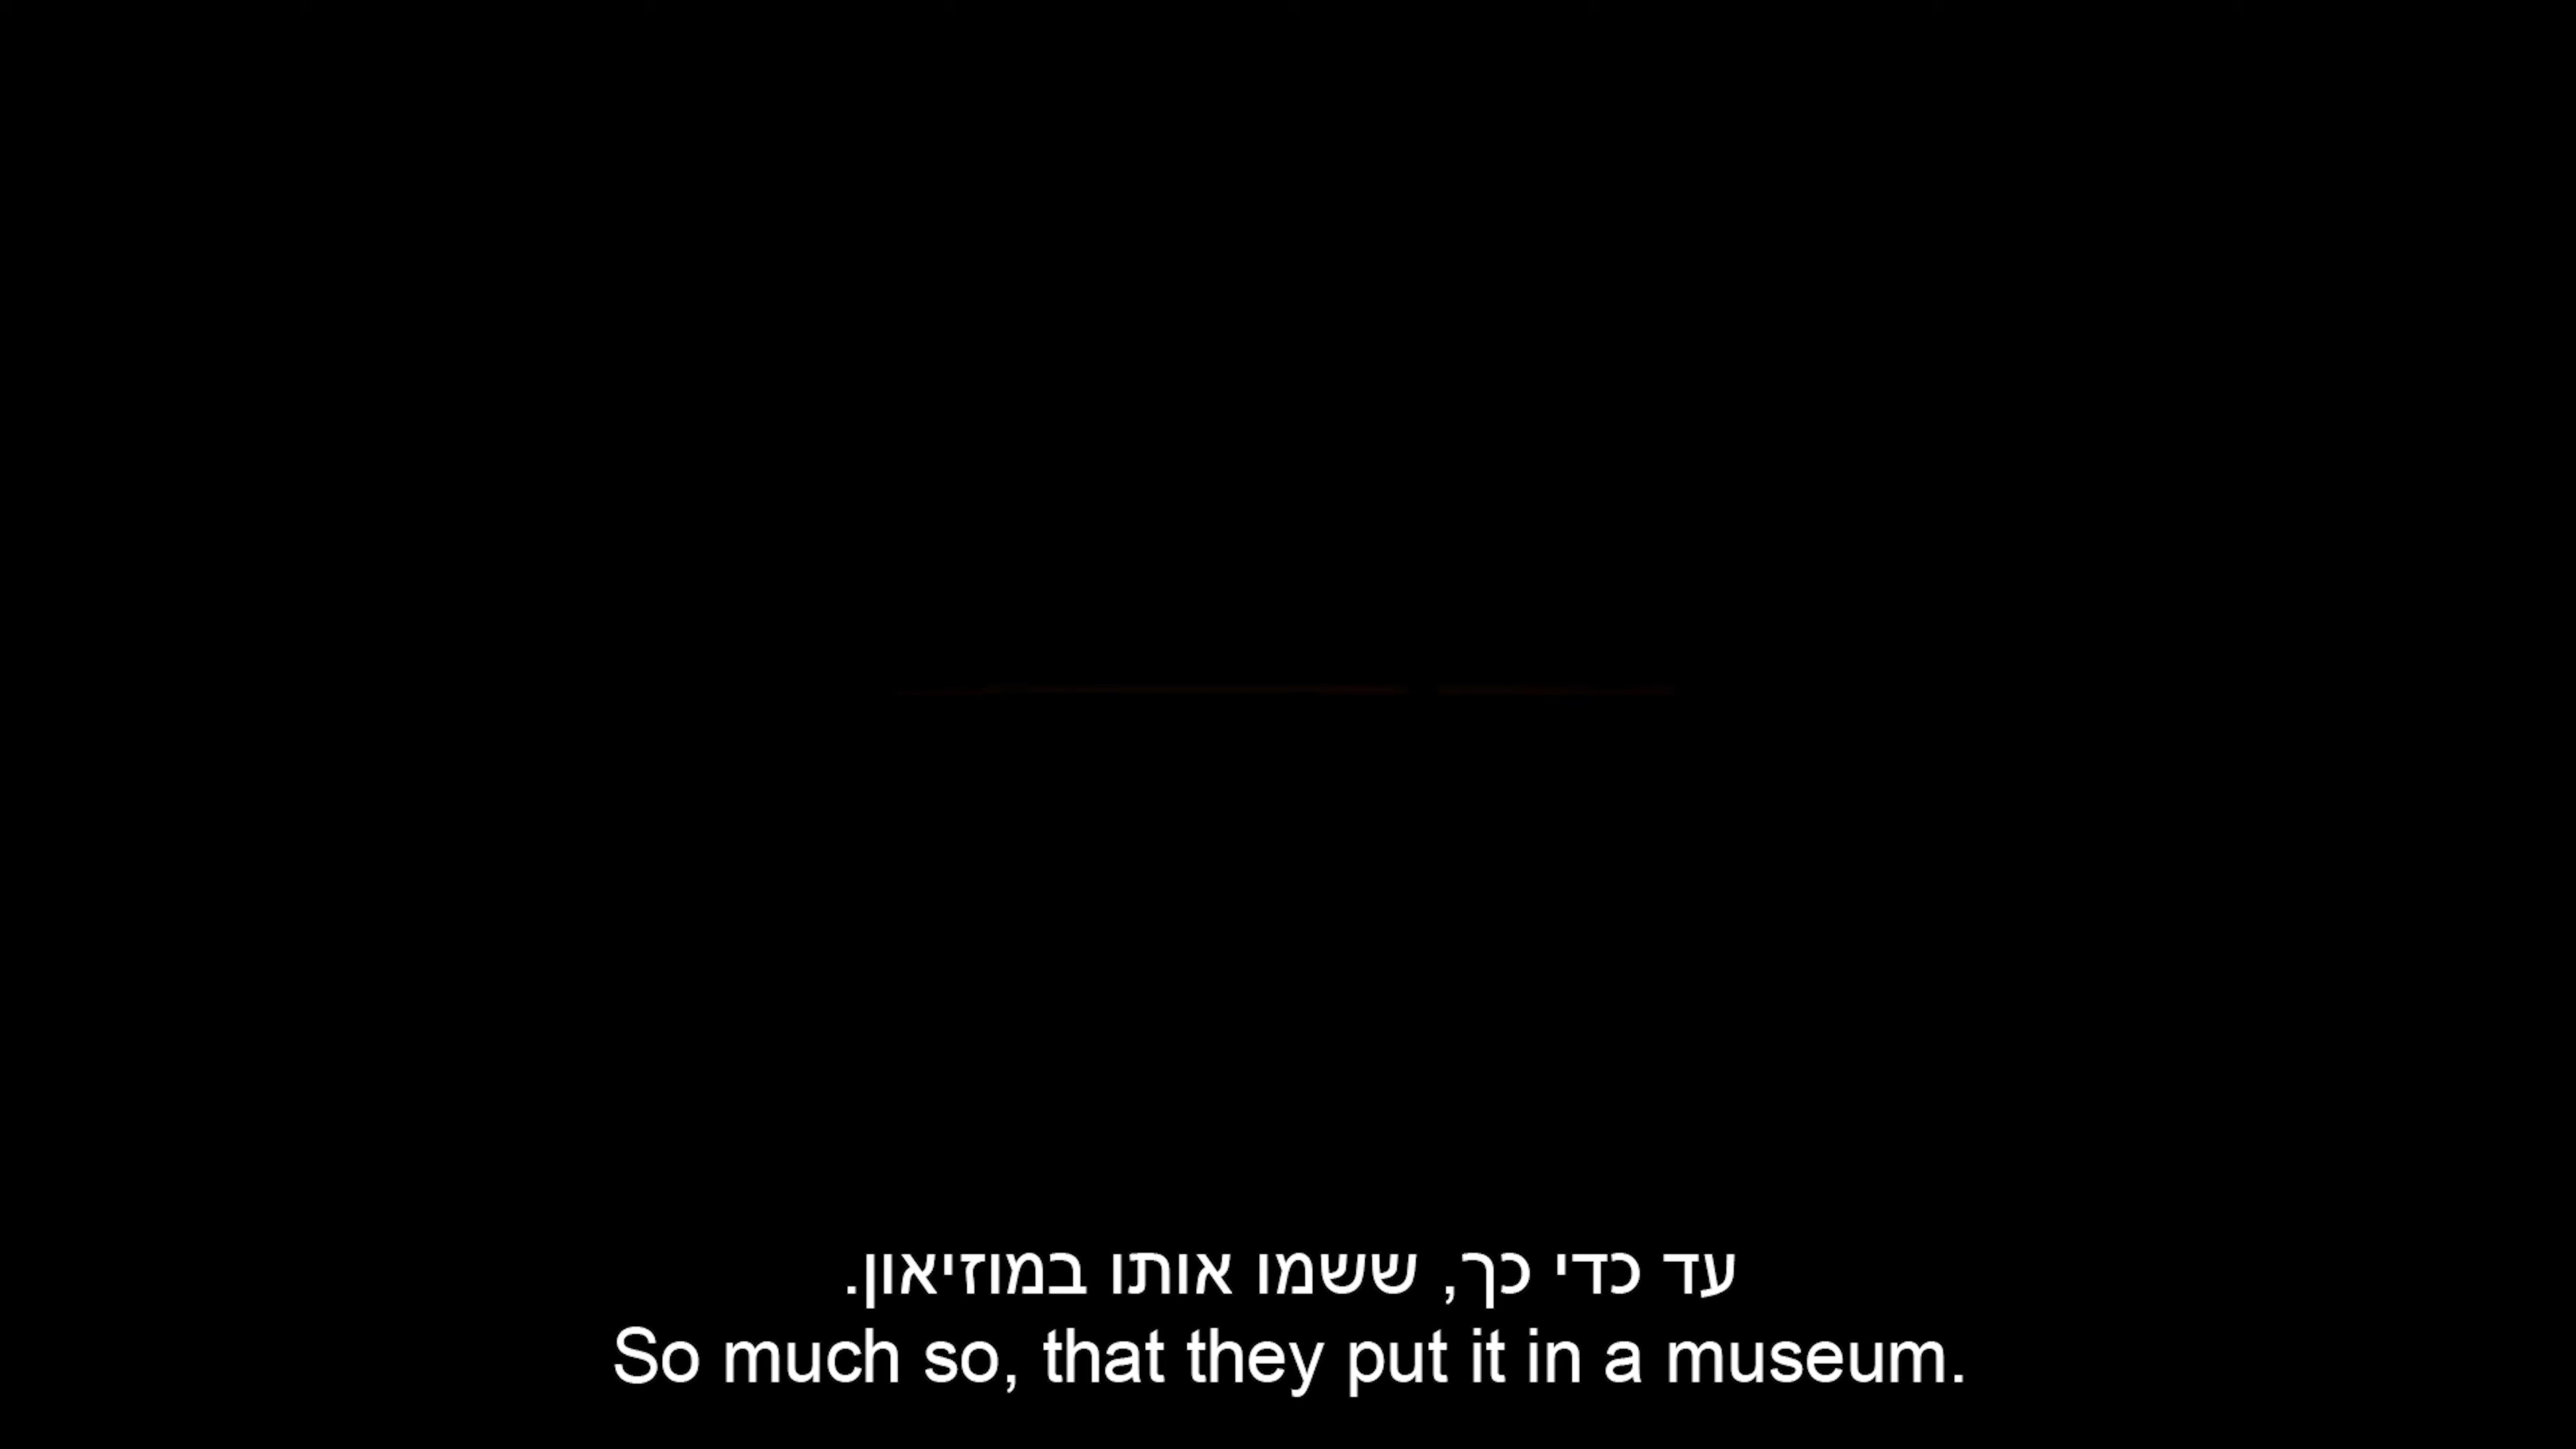 עד כדי כך, ששמו אותו במוזיאון.
So much so, that they put it in a museum.